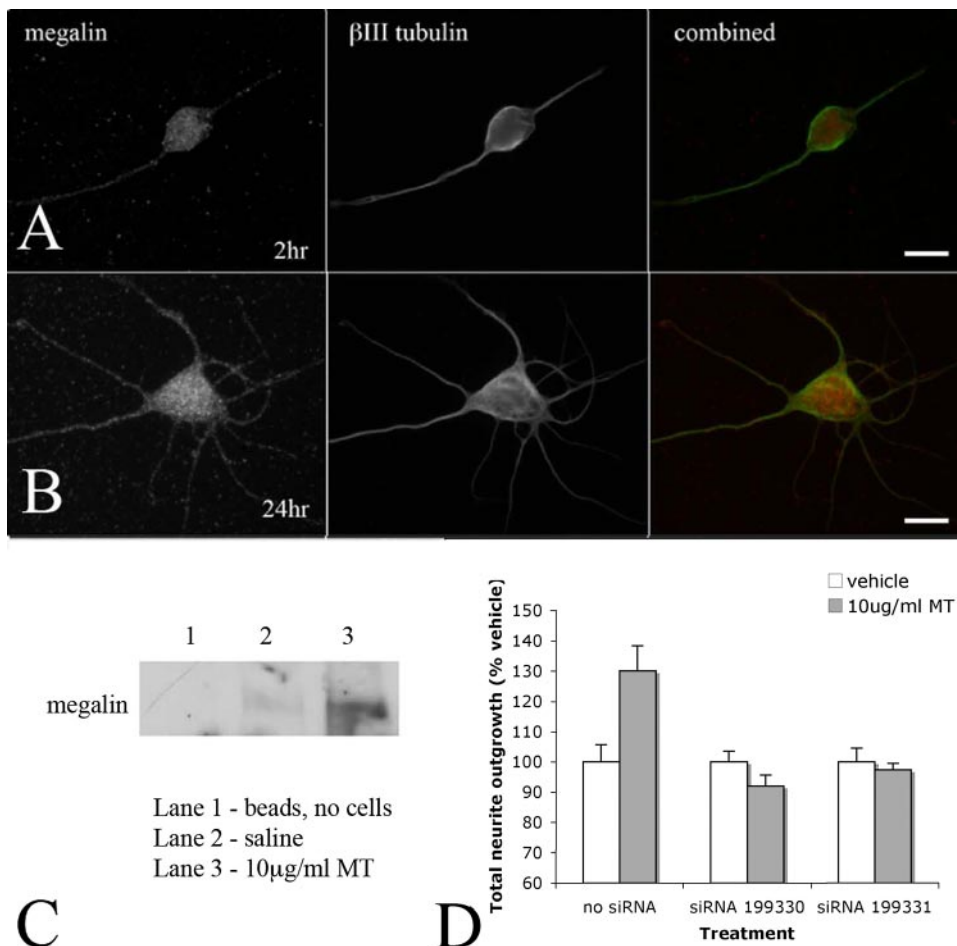 megalin
βIII tubulin
combined
A
2hr
B
24hr
1 2 3
megalin
Lane 1 - beads, no cells
Lane 2 - saline
Lane 3 - 10µg/ml MT
C
vehicle
10ug/ml MT
Total neurite outgrowth (% vehicle)
150
140
130
120
110
100
90
80
70
60
no siRNA siRNA 199330 siRNA 199331
Treatment
D